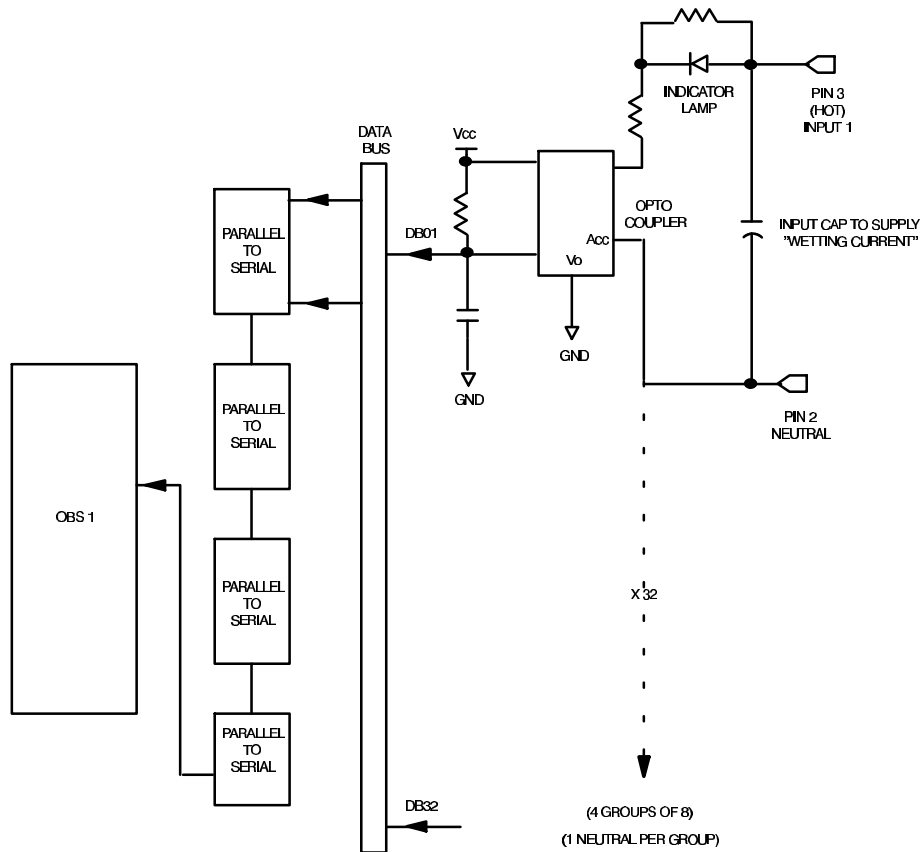 PIN 3
(HOT)
INPUT 1
INDICATOR
LAMP
DATA
BUS
Vcc
OPTO
COUPLER
INPUT CAP TO SUPPLY
"WETTING CURRENT"
PARALLEL
TO
SERIAL
DB01
Acc
Vo
GND
GND
PARALLEL
TO
SERIAL
PIN 2
NEUTRAL
OBS 1
PARALLEL
TO
SERIAL
X 32
PARALLEL
TO
SERIAL
DB32
(4 GROUPS OF 8)
(1 NEUTRAL PER GROUP)